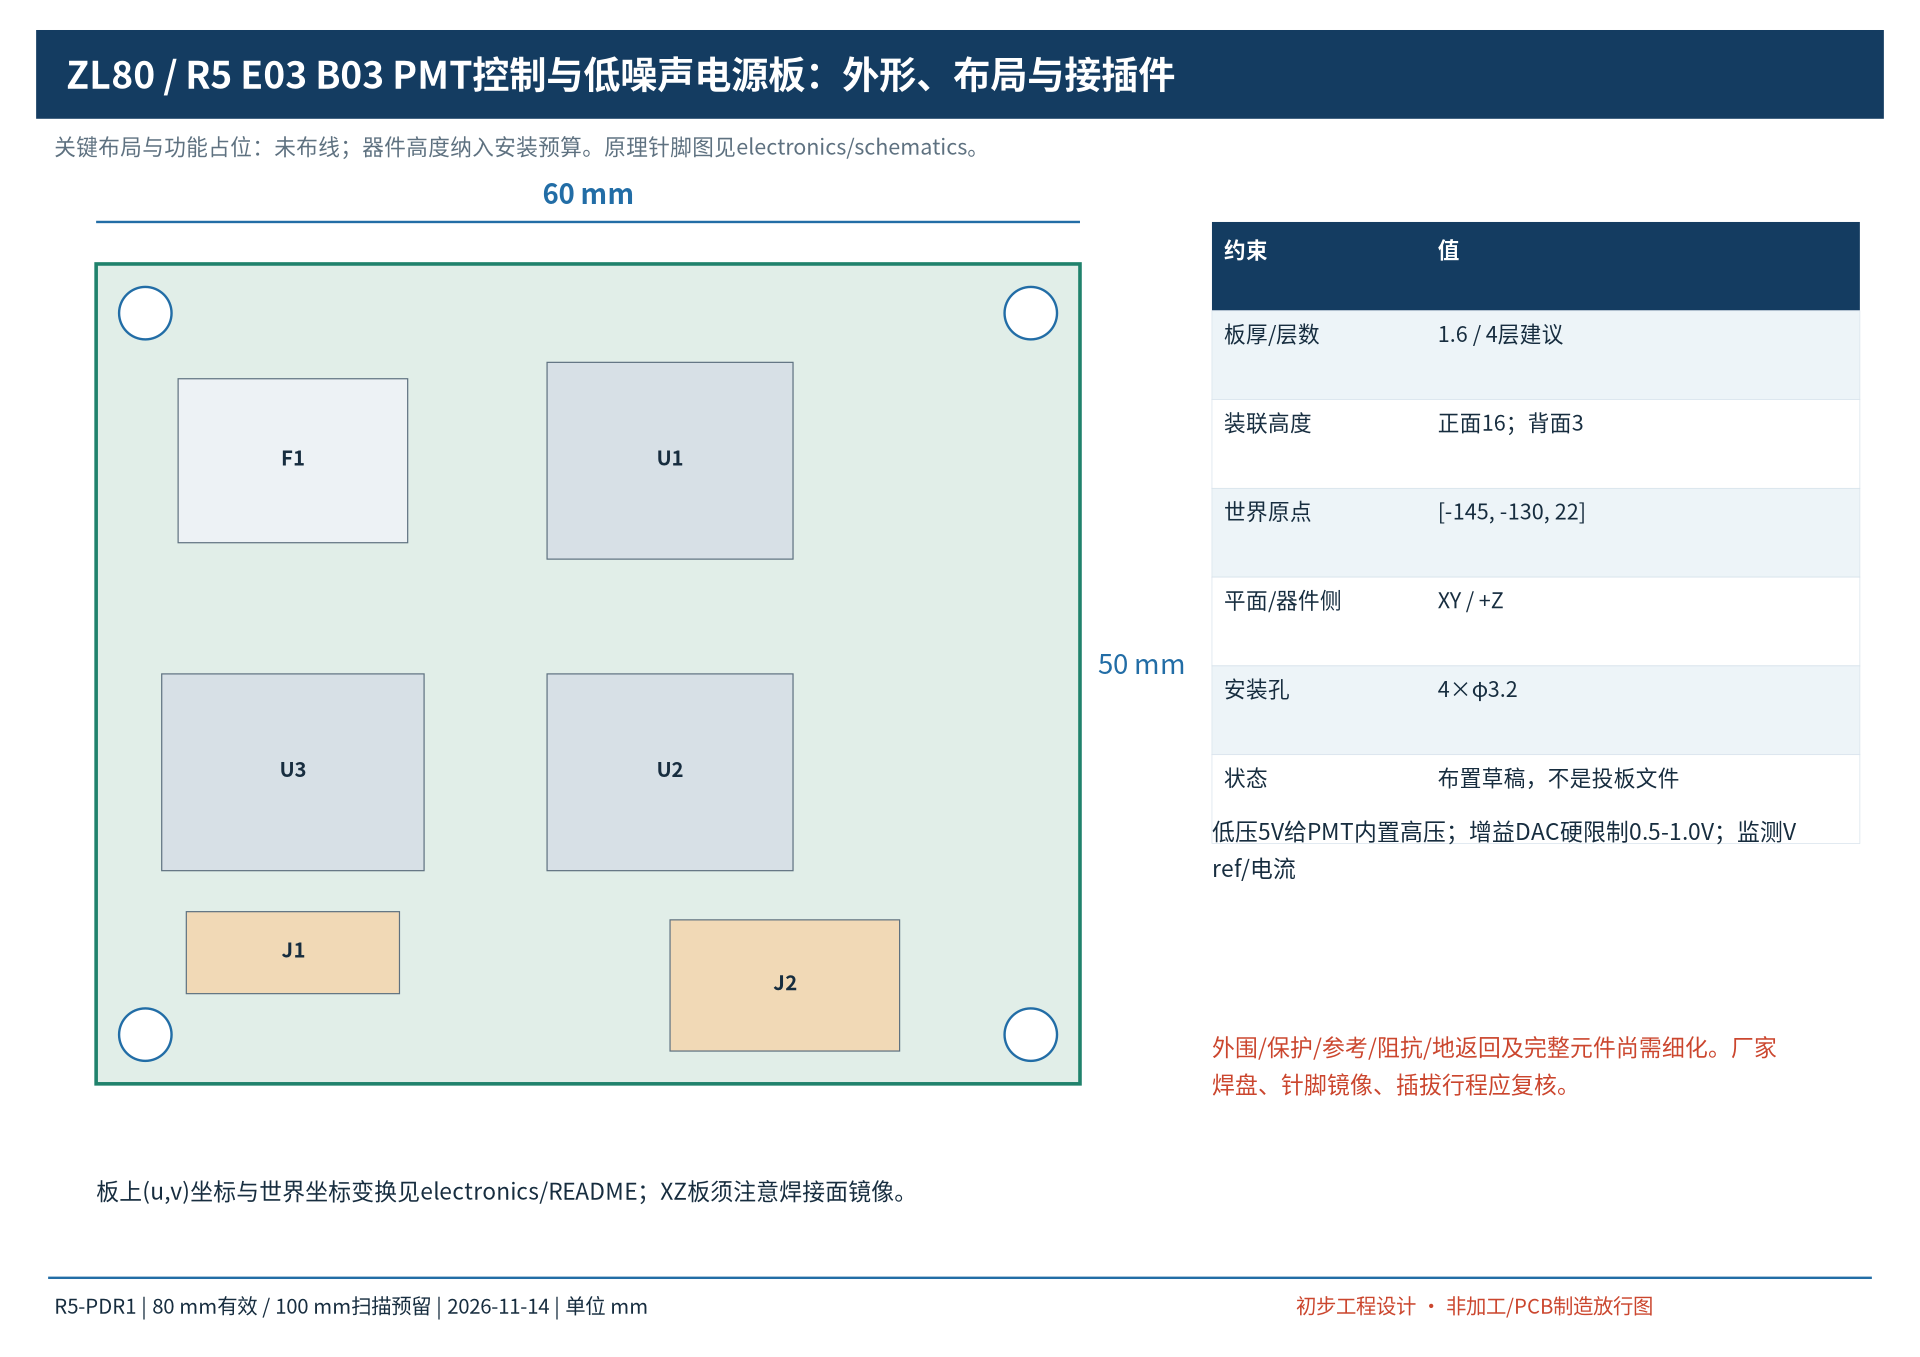 ZL80 / R5 E03 B03 PMT控制与低噪声电源板：外形、布局与接插件
关键布局与功能占位：未布线；器件高度纳入安装预算。原理针脚图见electronics/schematics。
60 mm
F1
U1
U3
U2
J1
J2
50 mm
约束 值
板厚/层数 1.6 / 4层建议
装联高度 正面16；背面3
世界原点 [-145, -130, 22]
平面/器件侧 XY / +Z
安装孔 4×φ3.2
状态 布置草稿，不是投板文件
低压5V给PMT内置高压；增益DAC硬限制0.5-1.0V；监测V
ref/电流
外围/保护/参考/阻抗/地返回及完整元件尚需细化。厂家
焊盘、针脚镜像、插拔行程应复核。
板上(u,v)坐标与世界坐标变换见electronics/README；XZ板须注意焊接面镜像。
R5-PDR1 | 80 mm有效 / 100 mm扫描预留 | 2026-11-14 | 单位 mm
初步工程设计 · 非加工/PCB制造放行图